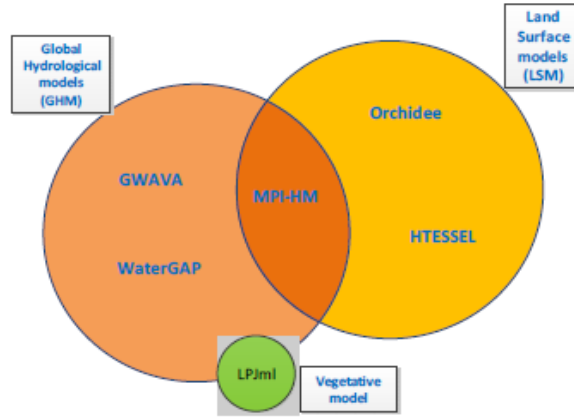 Global
Hydrological
models
(GHM)
Land
Surface
models
(LSM)
Orchidee
GWAVA
MPI-HM
HTESSEL
WaterGAP
LPJml
Vegetative
model